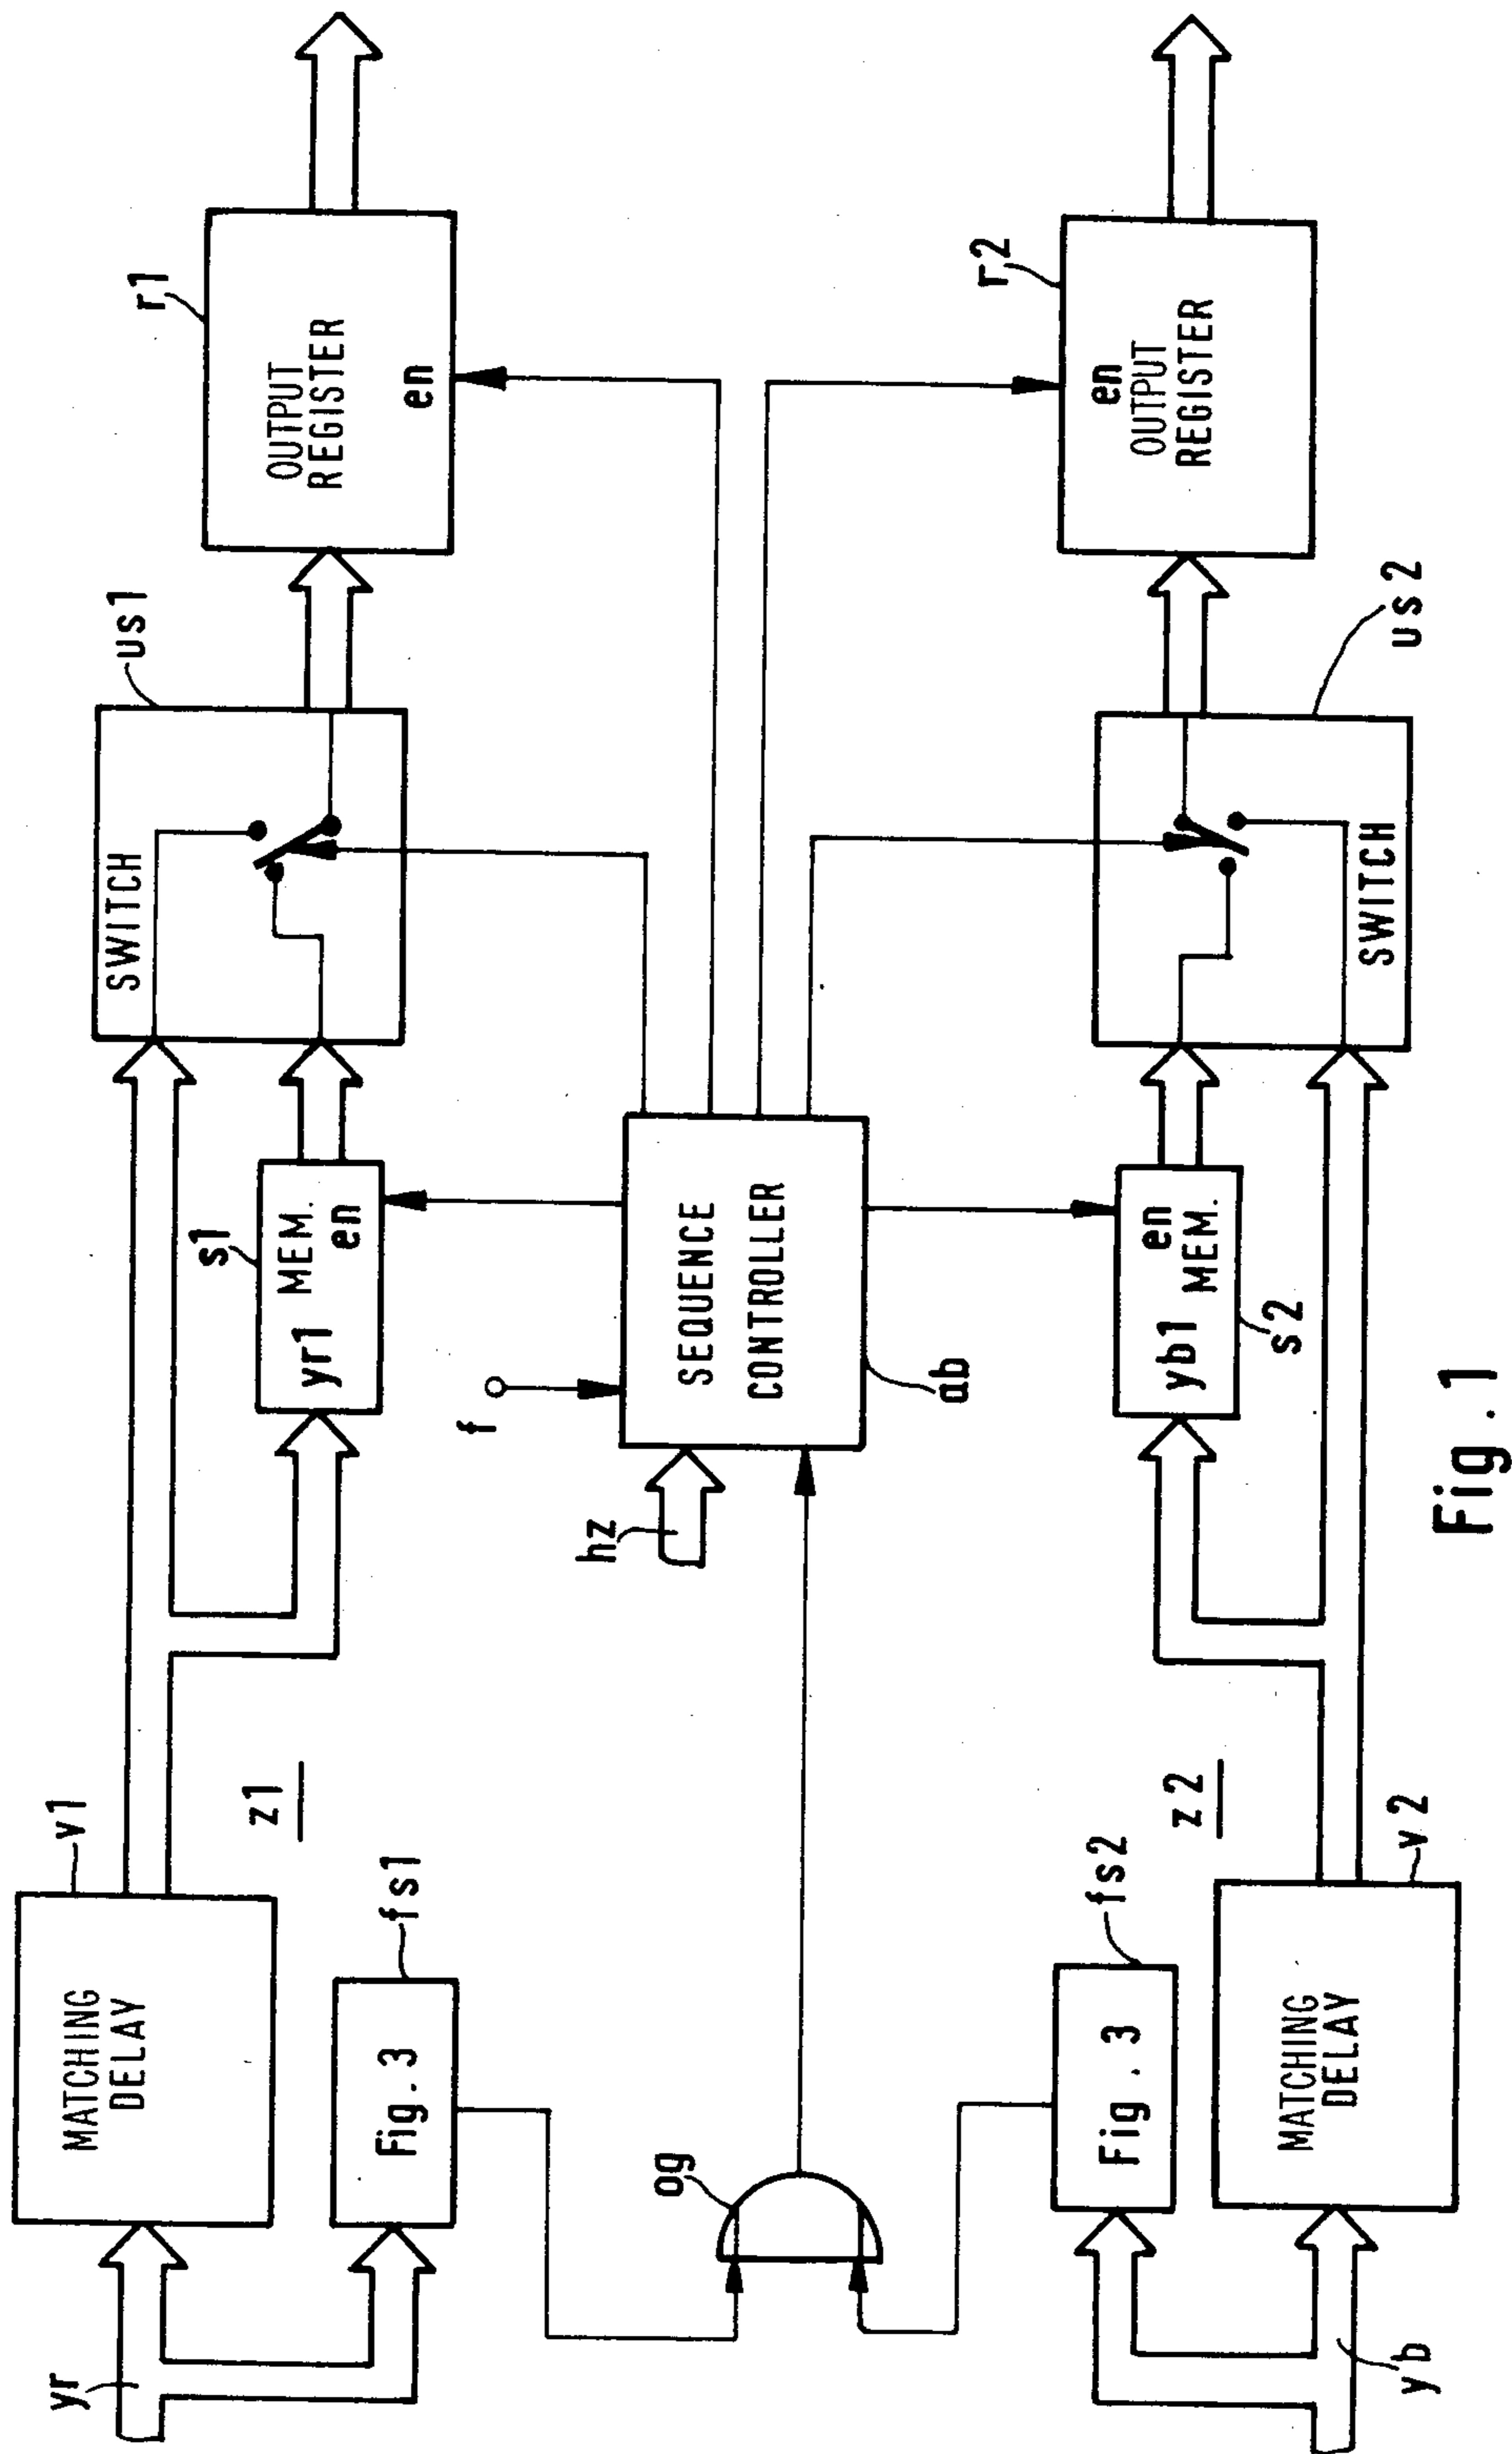 yr
MATCHING
DELAY
v1
Fig. 3
fs1
z1
s1
MEM.
yr1
en
SWITCH
us1
OUTPUT
REGISTER
en
r1
og
hz
f
SEQUENCE
CONTROLLER
ab
yb
Fig. 3
fs2
MATCHING
DELAY
v2
z2
en
yb1
MEM.
s2
SWITCH
us2
en
OUTPUT
REGISTER
r2
Fig. 1